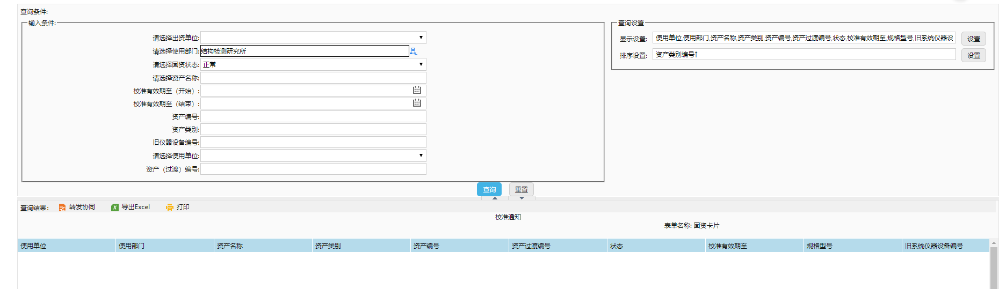 查询条件:
输入条件:
请选择出资单位:
请选择使用部门: 结构检测研究所
请选择固资状态: 正常
请选择资产名称:
校准有效期至（开始）:
校准有效期至（结束）:
资产编号:
资产类别:
旧仪器设备编号:
请选择使用单位:
资产（过渡）编号:
查询设置
显示设置: 使用单位,使用部门,资产名称,资产类别,资产编号,资产过渡编号,状态,校准有效期至,规格型号,旧系统仪器设 设置
排序设置: 资产类别编号↑ 设置
查询 重置
查询结果: 转发协同 导出Excel 打印
校准通知
表单名称: 固资卡片
使用单位 使用部门 资产名称 资产类别 资产编号 资产过渡编号 状态 校准有效期至 规格型号 旧系统仪器设备编号